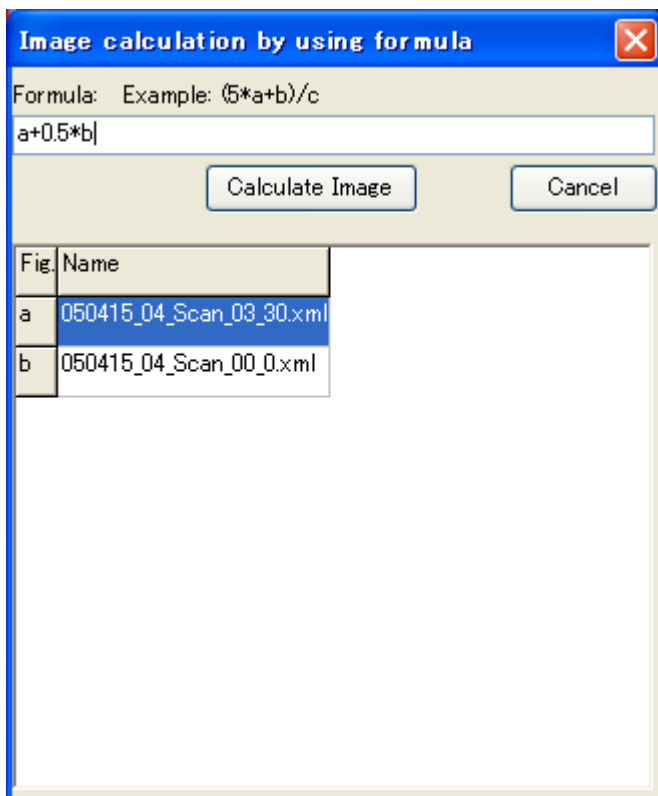 Image calculation by using formula
Formula: Example: (5*a+b)/c
a+0.5*b
Calculate Image Cancel
Fig. Name
a 050415_04_Scan_03_30.xml
b 050415_04_Scan_00_0.xml